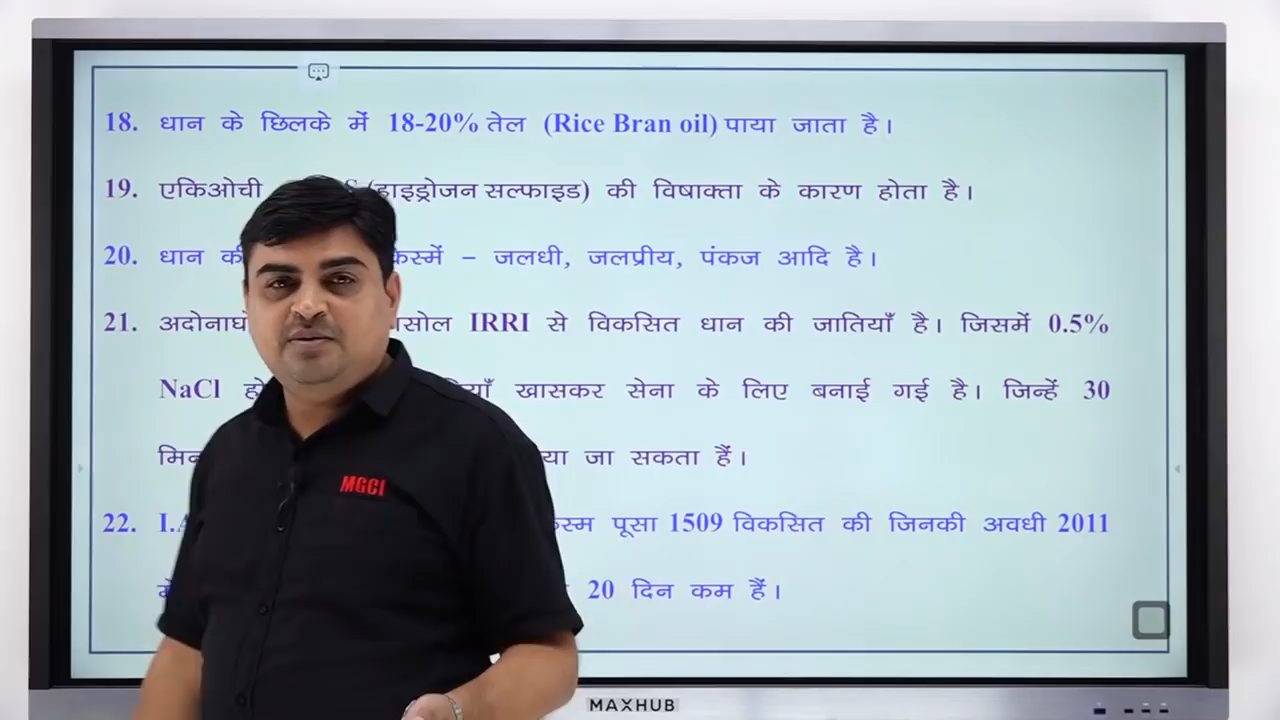 18. धान के छिलके में 18-20% तेल (Rice Bran oil) पाया जाता है।
19. एकिओची (हाइड्रोजन सल्फाइड) की विषाक्ता के कारण होता है।
20. धान की किस्में – जलधी, जलप्रीय, पंकज आदि है।
21. IRRI से विकसित धान की जातियाँ है। जिसमें 0.5%
NaCl खासकर सेना के लिए बनाई गई है। जिन्हें 30
जा सकता हैं।
22. पूसा 1509 विकसित की जिनकी अवधी 2011
20 दिन कम हैं।
MGCI
MAXHUB